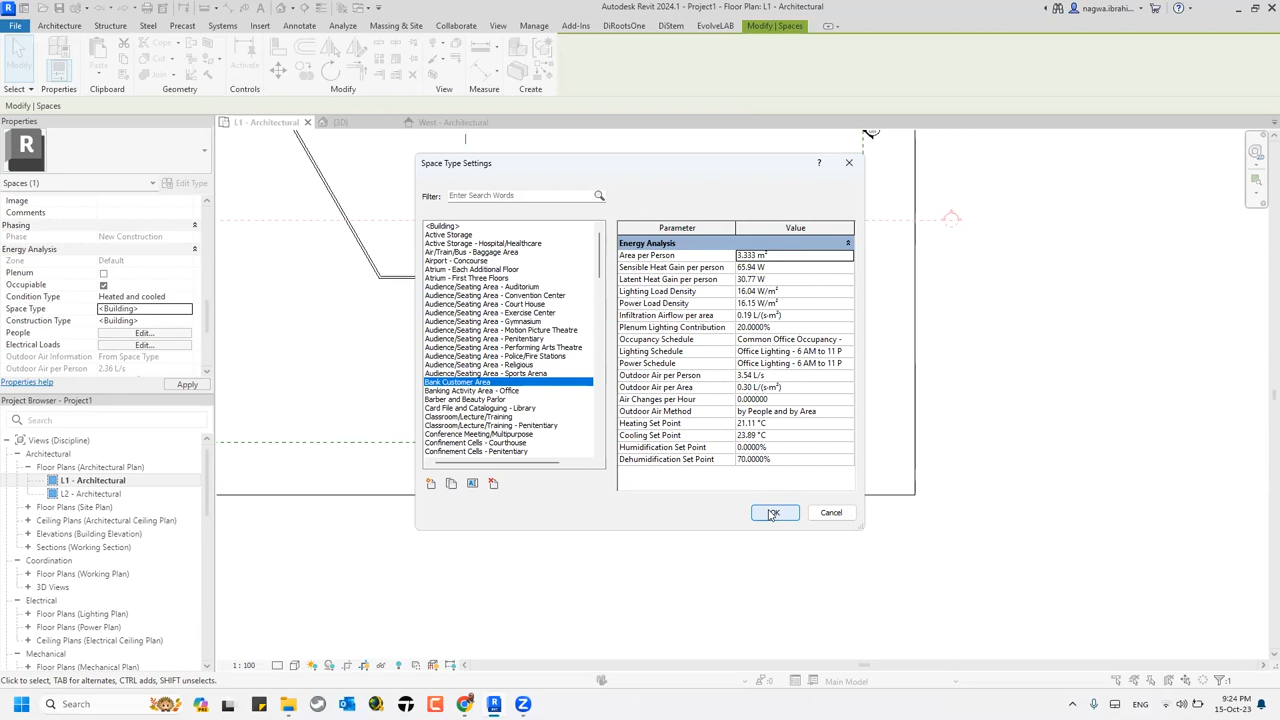 Autodesk Revit 2024.1 - Project1 - Floor Plan: L1 - Architectural
nagwa.ibrahi...
File Architecture Structure Steel Precast Systems Insert Annotate Analyze Massing & Site Collaborate View Manage Add-Ins DiRootsOne DiStem EvolveLAB Modify | Spaces
Modify
Paste
Cope
Cut
Join
Activate
Select Properties Clipboard Geometry Controls Modify View Measure Create
Modify | Spaces
Properties
L1 - Architectural
{3D}
West - Architectural
R
Spaces (1)
Edit Type
Image
Comments
Phasing
Phase New Construction
Energy Analysis
Zone Default
Plenum
Occupiable
Condition Type Heated and cooled
Space Type <Building>
Construction Type <Building>
People Edit...
Electrical Loads Edit...
Outdoor Air Information From Space Type
Outdoor Air 2.36 L/s
Properties help
Apply
Project Browser - Project1
Search
Views (Discipline)
Architectural
Floor Plans (Architectural Plan)
L1 - Architectural
L2 - Architectural
Floor Plans (Site Plan)
Ceiling Plans (Architectural Ceiling Plan)
Elevations (Building Elevation)
Sections (Working Section)
Coordination
Floor Plans (Working Plan)
3D Views
Electrical
Floor Plans (Lighting Plan)
Floor Plans (Power Plan)
Ceiling Plans (Electrical Ceiling Plan)
Mechanical
Floor Plans (Mechanical Plan)
Space Type Settings
Filter: Enter Search Words
<Building>
Active Storage
Active Storage - Hospital/Healthcare
Air/Train/Bus - Baggage Area
Airport - Concourse
Atrium - Each Additional Floor
Atrium - First Three Floors
Audience/Seating Area - Auditorium
Audience/Seating Area - Convention Center
Audience/Seating Area - Court House
Audience/Seating Area - Exercise Center
Audience/Seating Area - Gymnasium
Audience/Seating Area - Motion Picture Theatre
Audience/Seating Area - Penitentiary
Audience/Seating Area - Performing Arts Theatre
Audience/Seating Area - Police/Fire Stations
Audience/Seating Area - Religious
Audience/Seating Area - Sports Arena
Bank Customer Area
Banking Activity Area - Office
Barber and Beauty Parlor
Card File and Cataloguing - Library
Classroom/Lecture/Training
Classroom/Lecture/Training - Penitentiary
Conference Meeting/Multipurpose
Confinement Cells - Courthouse
Confinement Cells - Penitentiary
Parameter Value
Energy Analysis
Area per Person 3.333 m²
Sensible Heat Gain per person 65.94 W
Latent Heat Gain per person 30.77 W
Lighting Load Density 16.04 W/m²
Power Load Density 16.15 W/m²
Infiltration Airflow per area 0.19 L/(s·m²)
Plenum Lighting Contribution 20.0000%
Occupancy Schedule Common Office Occupancy -
Lighting Schedule Office Lighting - 6 AM to 11 P
Power Schedule Office Lighting - 6 AM to 11 P
Outdoor Air per Person 3.54 L/s
Outdoor Air per Area 0.30 L/(s·m²)
Air Changes per Hour 0.000000
Outdoor Air Method by People and by Area
Heating Set Point 21.11 °C
Cooling Set Point 23.89 °C
Humidification Set Point 0.0000%
Dehumidification Set Point 70.0000%
OK
Cancel
1 : 100
Click to select, TAB for alternates, CTRL adds, SHIFT unselects.
:0
Main Model
:1
Search
ENG
5:24 PM
15-Oct-23